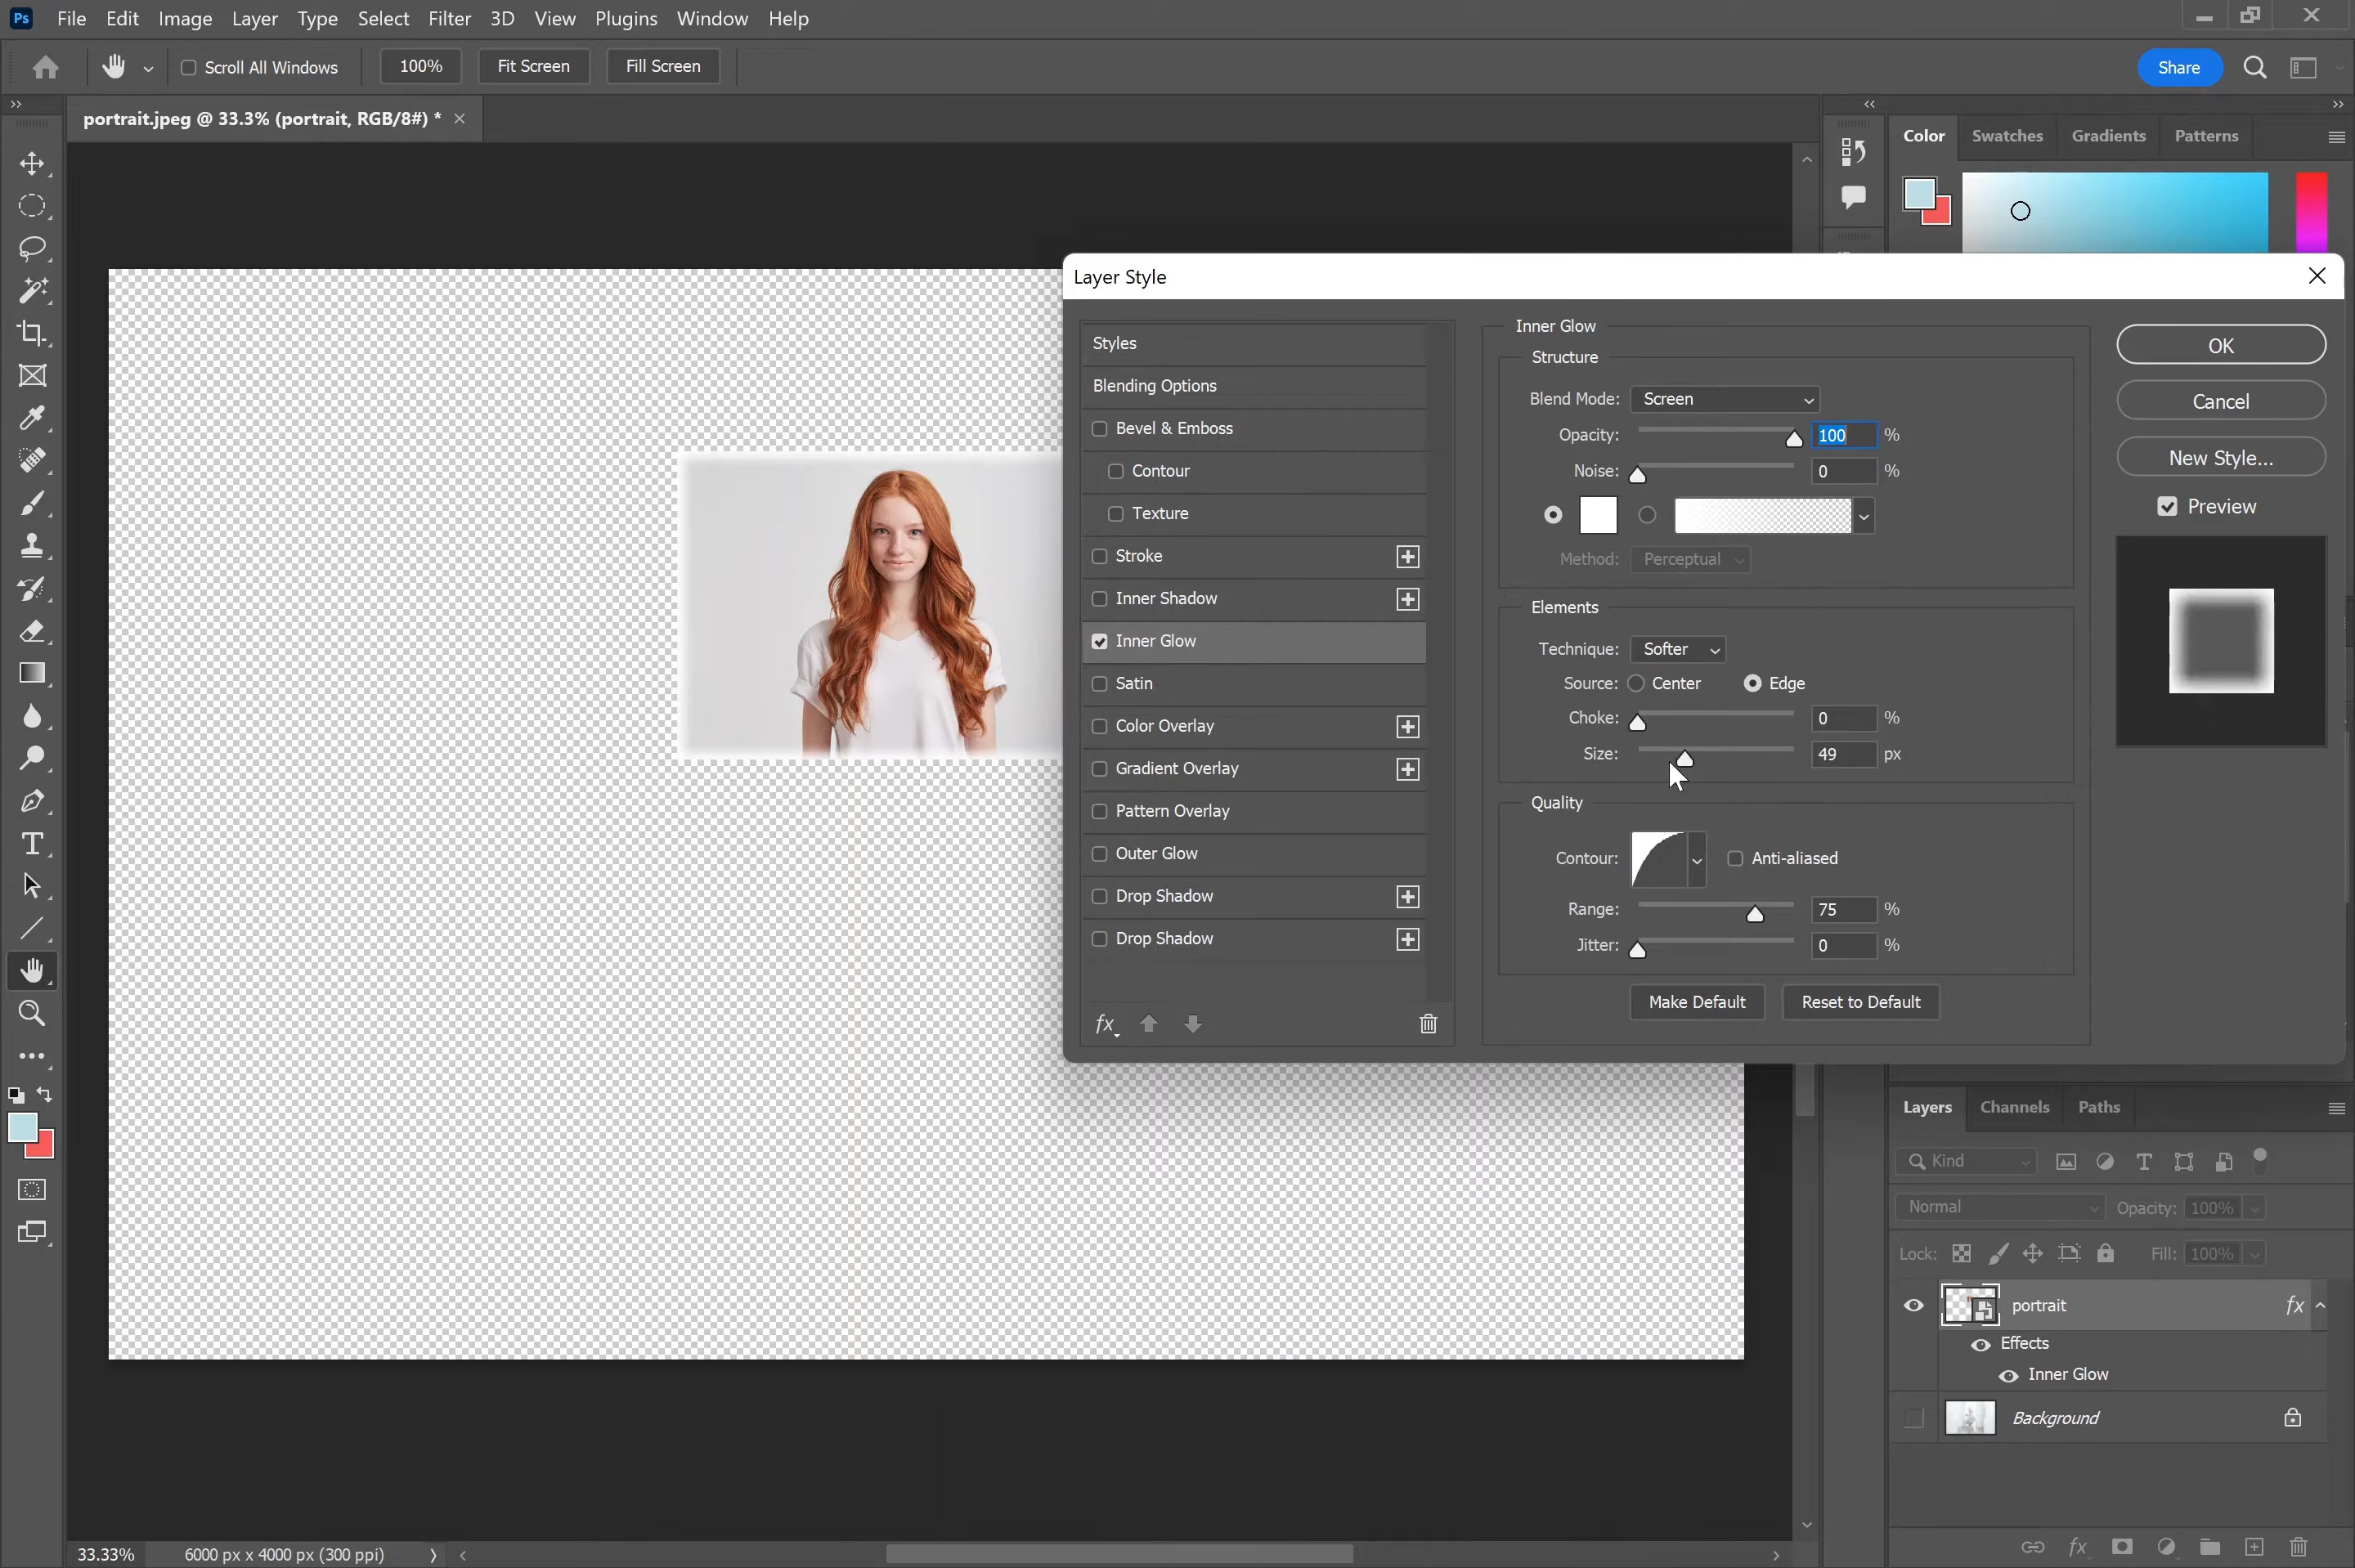 Ps File Edit Image Layer Type Select Filter 3D View Plugins Window Help
Scroll All Windows 100% Fit Screen Fill Screen Share
portrait.jpeg @ 33.3% (portrait, RGB/8#) *
Color Swatches Gradients Patterns
Layer Style
Styles
Blending Options
Bevel & Emboss
Contour
Texture
Stroke
Inner Shadow
Inner Glow
Satin
Color Overlay
Gradient Overlay
Pattern Overlay
Outer Glow
Drop Shadow
Drop Shadow
fx
Inner Glow
Structure
Blend Mode: Screen
Opacity: 100 %
Noise: 0 %
Method: Perceptual
Elements
Technique: Softer
Source: Center Edge
Choke: 0 %
Size: 49 px
Quality
Contour: Anti-aliased
Range: 75 %
Jitter: 0 %
Make Default Reset to Default
OK
Cancel
New Style...
Preview
Layers Channels Paths
Kind
Normal Opacity: 100%
Lock: Fill: 100%
portrait fx
Effects
Inner Glow
Background
fx
33.33% 6000 px x 4000 px (300 ppi)